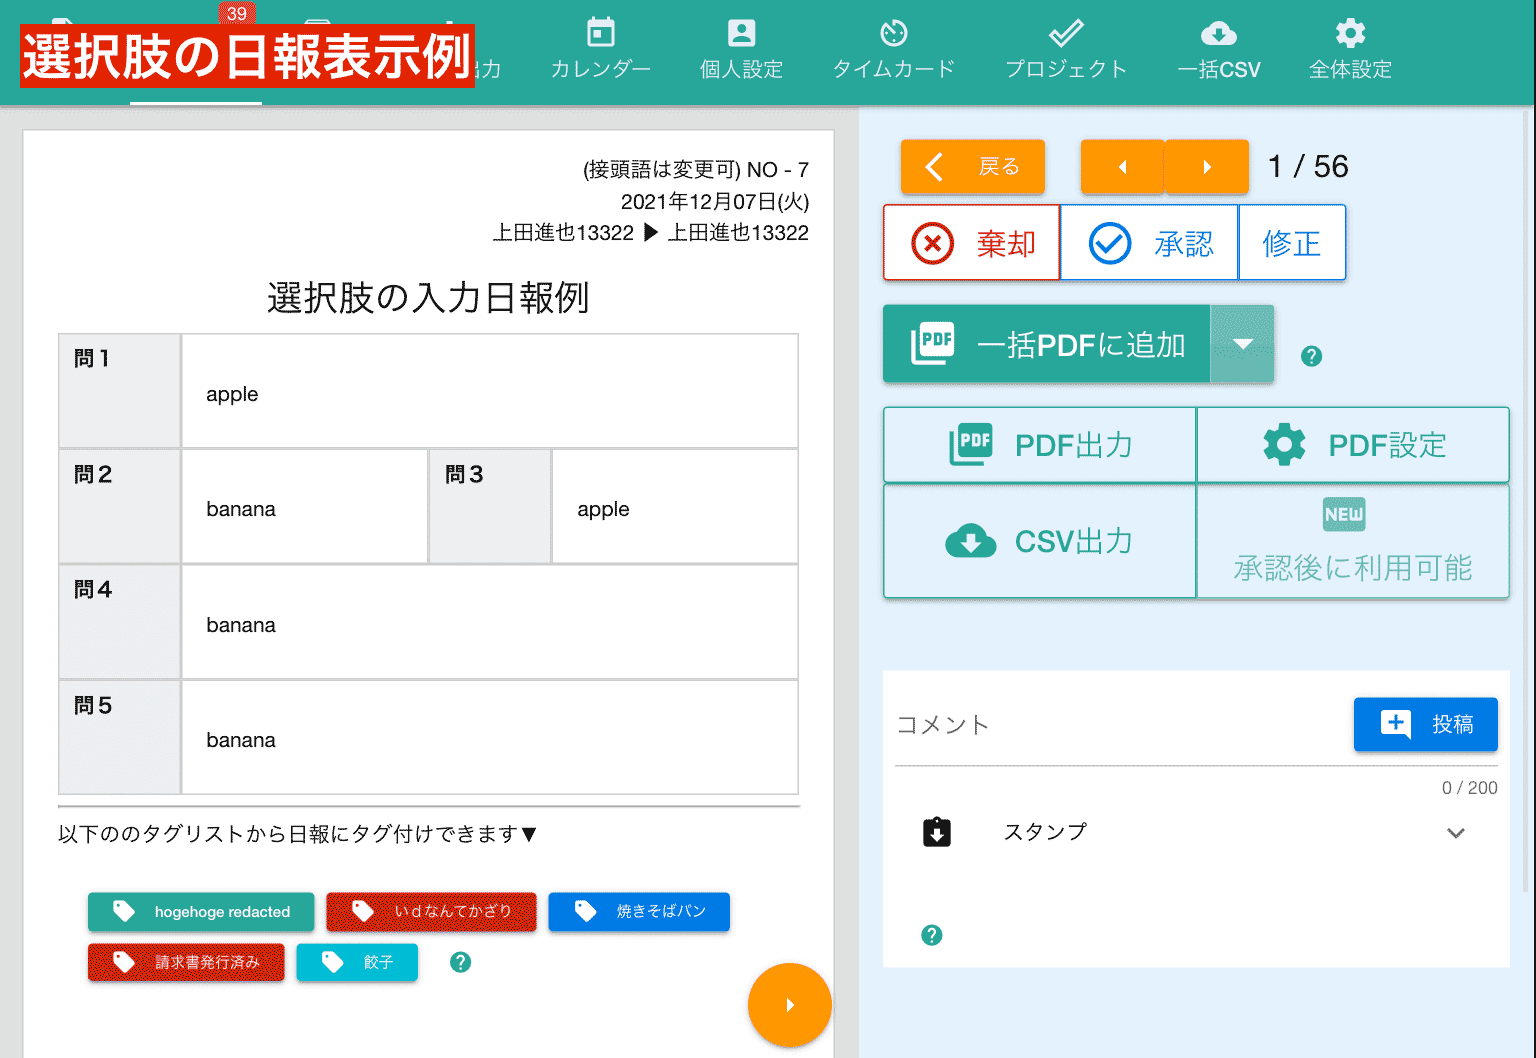 39
選択肢の日報表示例
出力
カレンダー
個人設定
タイムカード
プロジェクト
一括CSV
全体設定
(接頭語は変更可) NO - 7
2021年12月07日(火)
上田進也13322 ▶ 上田進也13322
選択肢の入力日報例
問１
apple
問２
banana
問３
apple
問４
banana
問５
banana
以下ののタグリストから日報にタグ付けできます▼
hogehoge redacted
いｄなんてかざり
焼きそばパン
請求書発行済み
餃子
戻る
1 / 56
棄却
承認
修正
PDF
一括PDFに追加
PDF
PDF出力
PDF設定
CSV出力
NEW
承認後に利用可能
コメント
投稿
0 / 200
スタンプ